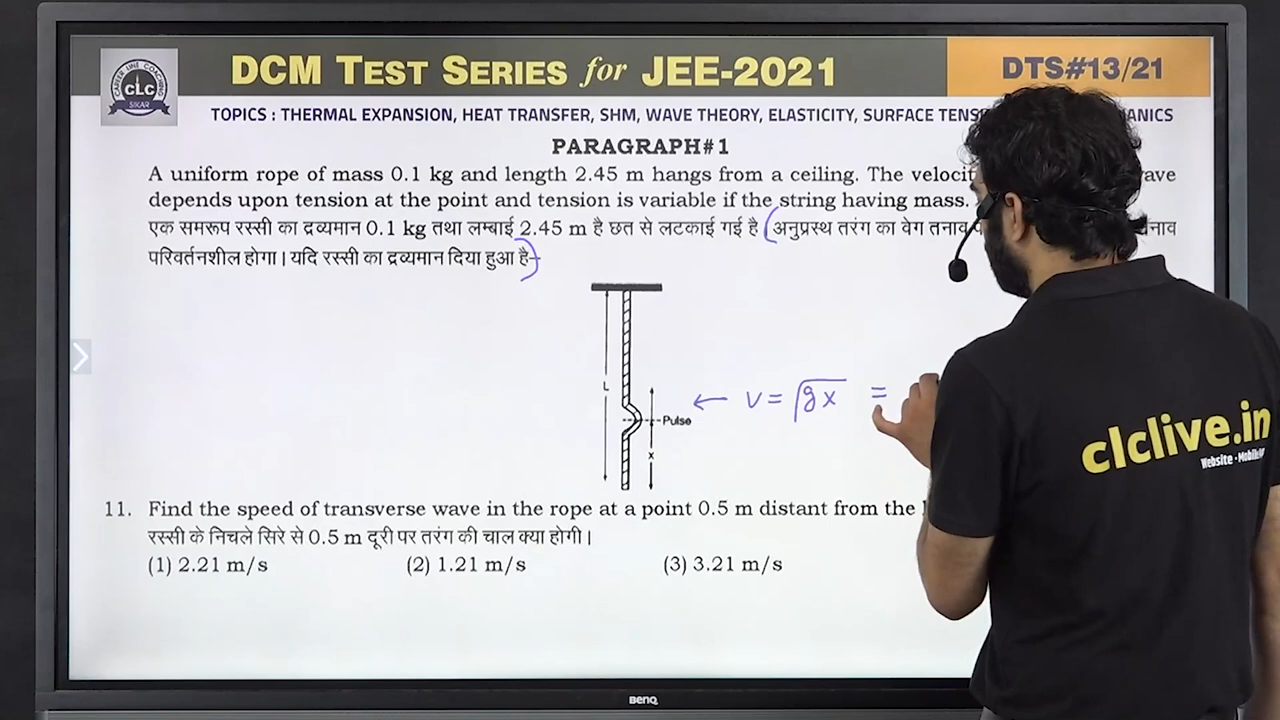 DCM TEST SERIES for JEE-2021
DTS#13/21
CAREER LINE COACHING
CLC
SIKAR
TOPICS : THERMAL EXPANSION, HEAT TRANSFER, SHM, WAVE THEORY, ELASTICITY, SURFACE
PARAGRAPH#1
A uniform rope of mass 0.1 kg and length 2.45 m hangs from a ceiling. The
depends upon tension at the point and tension is variable if the string having mass.
एक समरूप रस्सी का द्रव्यमान 0.1 kg तथा लम्बाई 2.45 m है छत से लटकाई गई है (अनुप्रस्थ तरंग का वेग तनाव
परिवर्तनशील होगा। यदि रस्सी का द्रव्यमान दिया हुआ है-)
L
← v = √gx =
Pulse
x
11. Find the speed of transverse wave in the rope at a point 0.5 m distant from the
रस्सी के निचले सिरे से 0.5 m दूरी पर तरंग की चाल क्या होगी।
(1) 2.21 m/s (2) 1.21 m/s (3) 3.21 m/s
clclive.in
BenQ